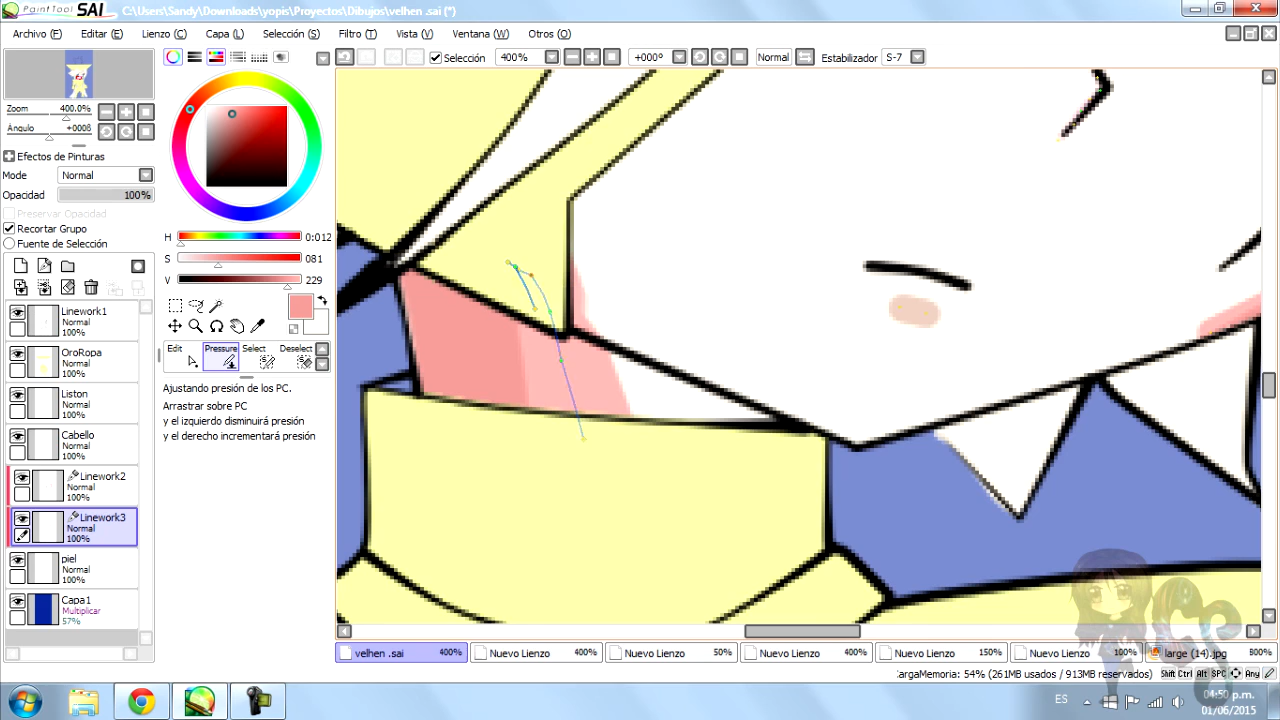 PaintTool SAI C:\Users\Sandy\Downloads\yopis\Proyectos\Dibujos\velhen .sai (*)
Archivo (F) Editar (E) Lienzo (C) Capa (L) Selección (S) Filtro (T) Vista (V) Ventana (W) Otros (O)
Selección 400% +000° Normal Estabilizador S-7
Zoom 400.0%
Ángulo +000ß
Efectos de Pinturas
Modo Normal
Opacidad 100%
Preservar Opacidad
Recortar Grupo
Fuente de Selección
H 0:012
S 081
V 229
Edit Pressure Select Deselect
Ajustando presión de los PC.
Arrastrar sobre PC
y el izquierdo disminuirá presión
y el derecho incrementará presión
Linework1
Normal
100%
OroRopa
Normal
100%
Liston
Normal
100%
Cabello
Normal
100%
Linework2
Normal
100%
Linework3
Normal
100%
piel
Normal
100%
Capa1
Multiplicar
57%
velhen .sai 400% Nuevo Lienzo 400% Nuevo Lienzo 50% Nuevo Lienzo 400% Nuevo Lienzo 150% Nuevo Lienzo 100% large (14).jpg 800%
largaMemoria: 54% (261MB usados / 913MB reservados) Shift Ctrl Alt SPC Any
ES 04:50 p.m.
01/06/2015